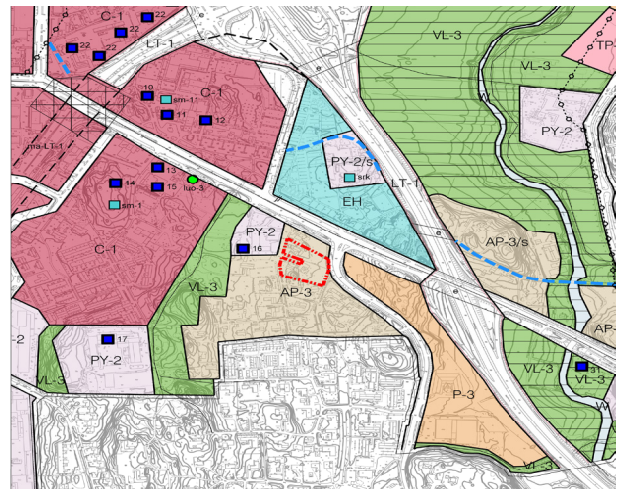 C-1
22
22
22
22
LT-1
VL-3
VL-3
TP-
C-1
19
sm-1
11
12
PY-2
ma-LT-1
PY-2/s
srk
LT-1
13
14
15
luo-3
sm-1
EH
C-1
PY-2
16
AP-3/s
VL-3
AP-3
AP-
-2
PY-2
17
VL-3
VL-3
31
VL-3
P-3
W
VL-3